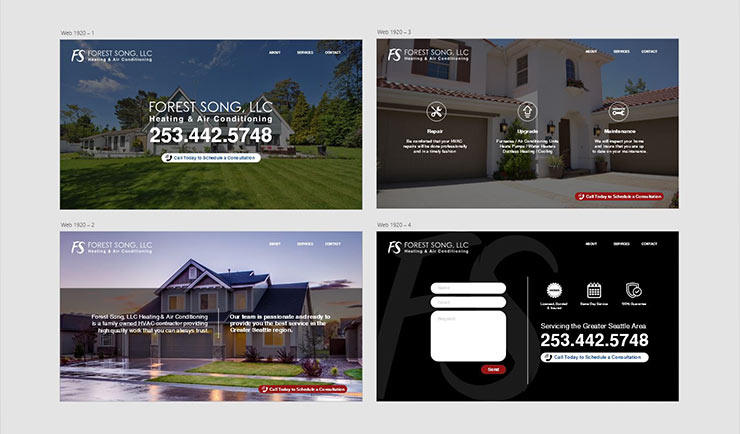 Web 1920 – 1
FS FOREST SONG, LLC
Heating & Air Conditioning
ABOUT SERVICES CONTACT
FOREST SONG, LLC
Heating & Air Conditioning
253.442.5748
Call Today to Schedule a Consultation
Web 1920 – 3
FS FOREST SONG, LLC
Heating & Air Conditioning
ABOUT SERVICES CONTACT
Repair
Be comforted that your HVAC
repairs will be done professionally
and in a timely fashion
Upgrade
Furnaces / Air Conditioning Units
Heats Pumps / Water Heaters
Ductless Heating / Cooling
Maintenance
We will inspect your home
and insure that you are up
to date on your maintenance.
Call Today to Schedule a Consultation
Web 1920 – 2
FS FOREST SONG, LLC
Heating & Air Conditioning
ABOUT SERVICES CONTACT
Forest Song, LLC Heating & Air Conditioning
is a family owned HVAC contractor providing
high quality work that you can always trust.
Our team is passionate and ready to
provide you the best service in the
Greater Seattle region.
Call Today to Schedule a Consultation
Web 1920 – 4
FS FOREST SONG, LLC
Heating & Air Conditioning
ABOUT SERVICES CONTACT
FS
Name
Email
Request
Send
Licensed, Bonded
& Insured
Same Day Service
100% Guarantee
Servicing the Greater Seattle Area
253.442.5748
Call Today to Schedule a Consultation